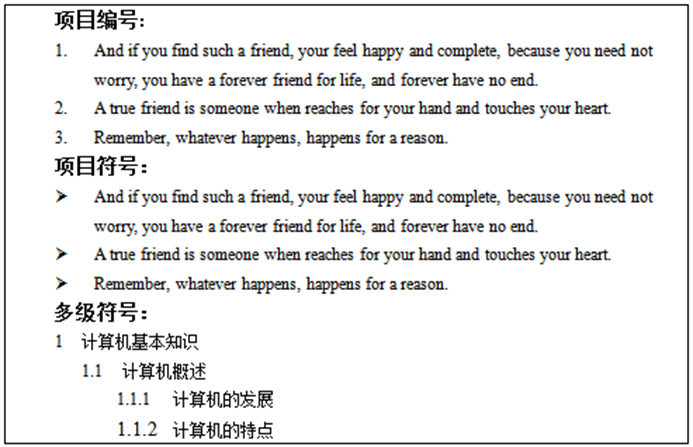 项目编号：
1. And if you find such a friend, your feel happy and complete, because you need not
worry, you have a forever friend for life, and forever have no end.
2. A true friend is someone when reaches for your hand and touches your heart.
3. Remember, whatever happens, happens for a reason.
项目符号：
➢ And if you find such a friend, your feel happy and complete, because you need not
worry, you have a forever friend for life, and forever have no end.
➢ A true friend is someone when reaches for your hand and touches your heart.
➢ Remember, whatever happens, happens for a reason.
多级符号：
1 计算机基本知识
1.1 计算机概述
1.1.1 计算机的发展
1.1.2 计算机的特点